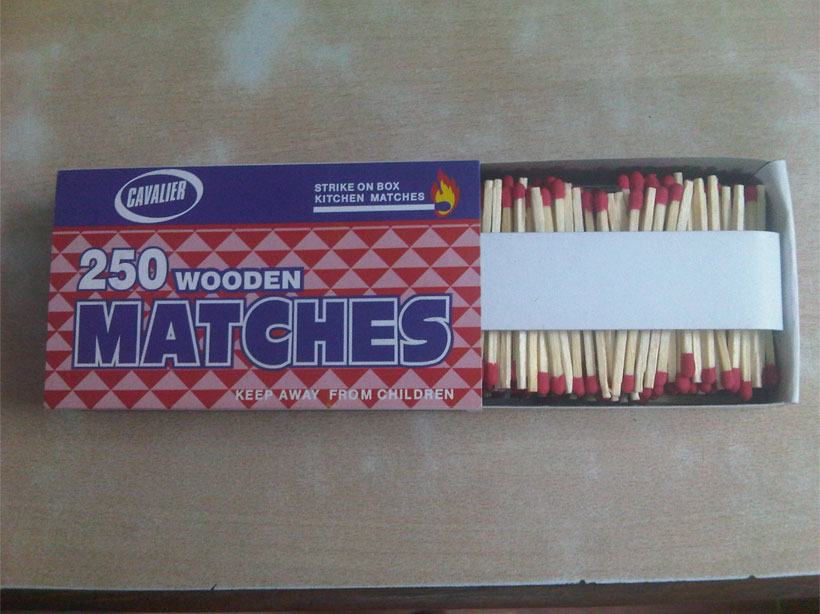 CAVALIER
STRIKE ON BOX
KITCHEN MATCHES
250 WOODEN
MATCHES
KEEP AWAY FROM CHILDREN